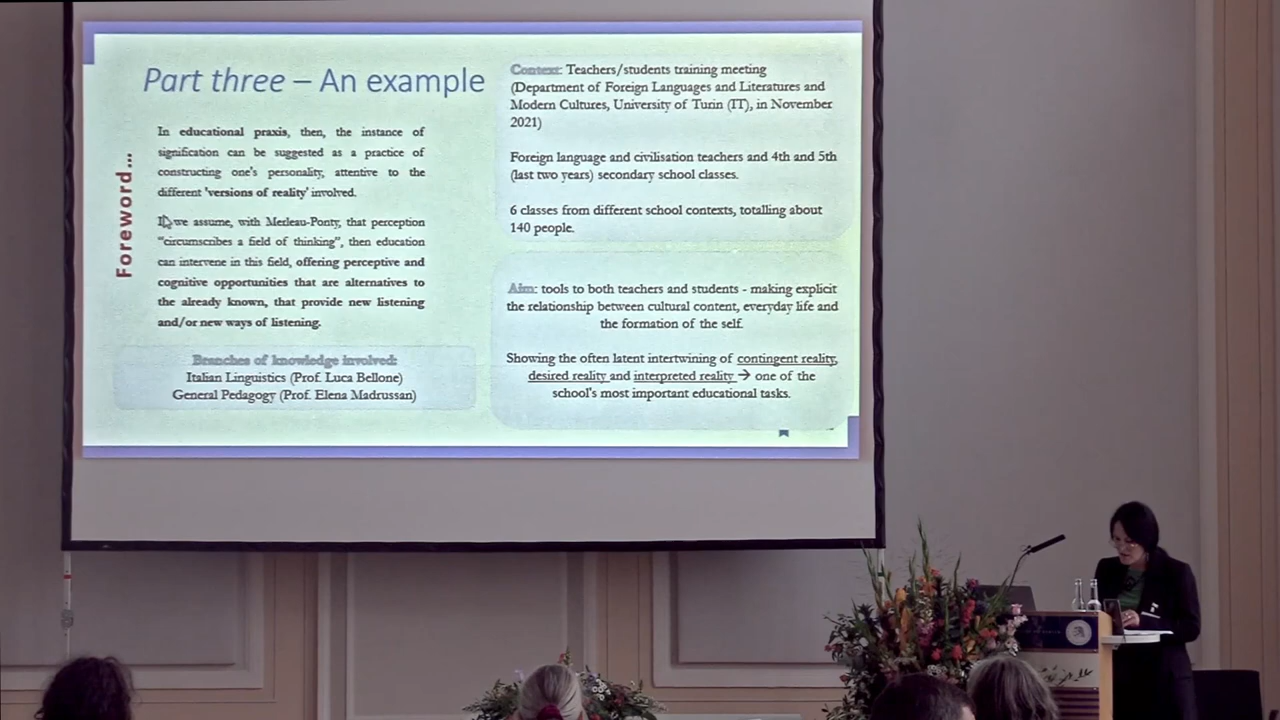 Part three – An example
Foreword...
In educational praxis, then, the instance of
signification can be suggested as a practice of
constructing one's personality, attentive to the
different 'versions of reality' involved.
If we assume, with Merleau-Ponty, that perception
"circumscribes a field of thinking", then education
can intervene in this field, offering perceptive and
cognitive opportunities that are alternatives to
the already known, that provide new listening
and/or new ways of listening.
Branches of knowledge involved:
Italian Linguistics (Prof. Luca Bellone)
General Pedagogy (Prof. Elena Madrussan)
Context: Teachers/students training meeting
(Department of Foreign Languages and Literatures and
Modern Cultures, University of Turin (IT), in November
2021)
Foreign language and civilisation teachers and 4th and 5th
(last two years) secondary school classes.
6 classes from different school contexts, totalling about
140 people.
Aim: tools to both teachers and students - making explicit
the relationship between cultural content, everyday life and
the formation of the self.
Showing the often latent intertwining of contingent reality,
desired reality and interpreted reality → one of the
school's most important educational tasks.